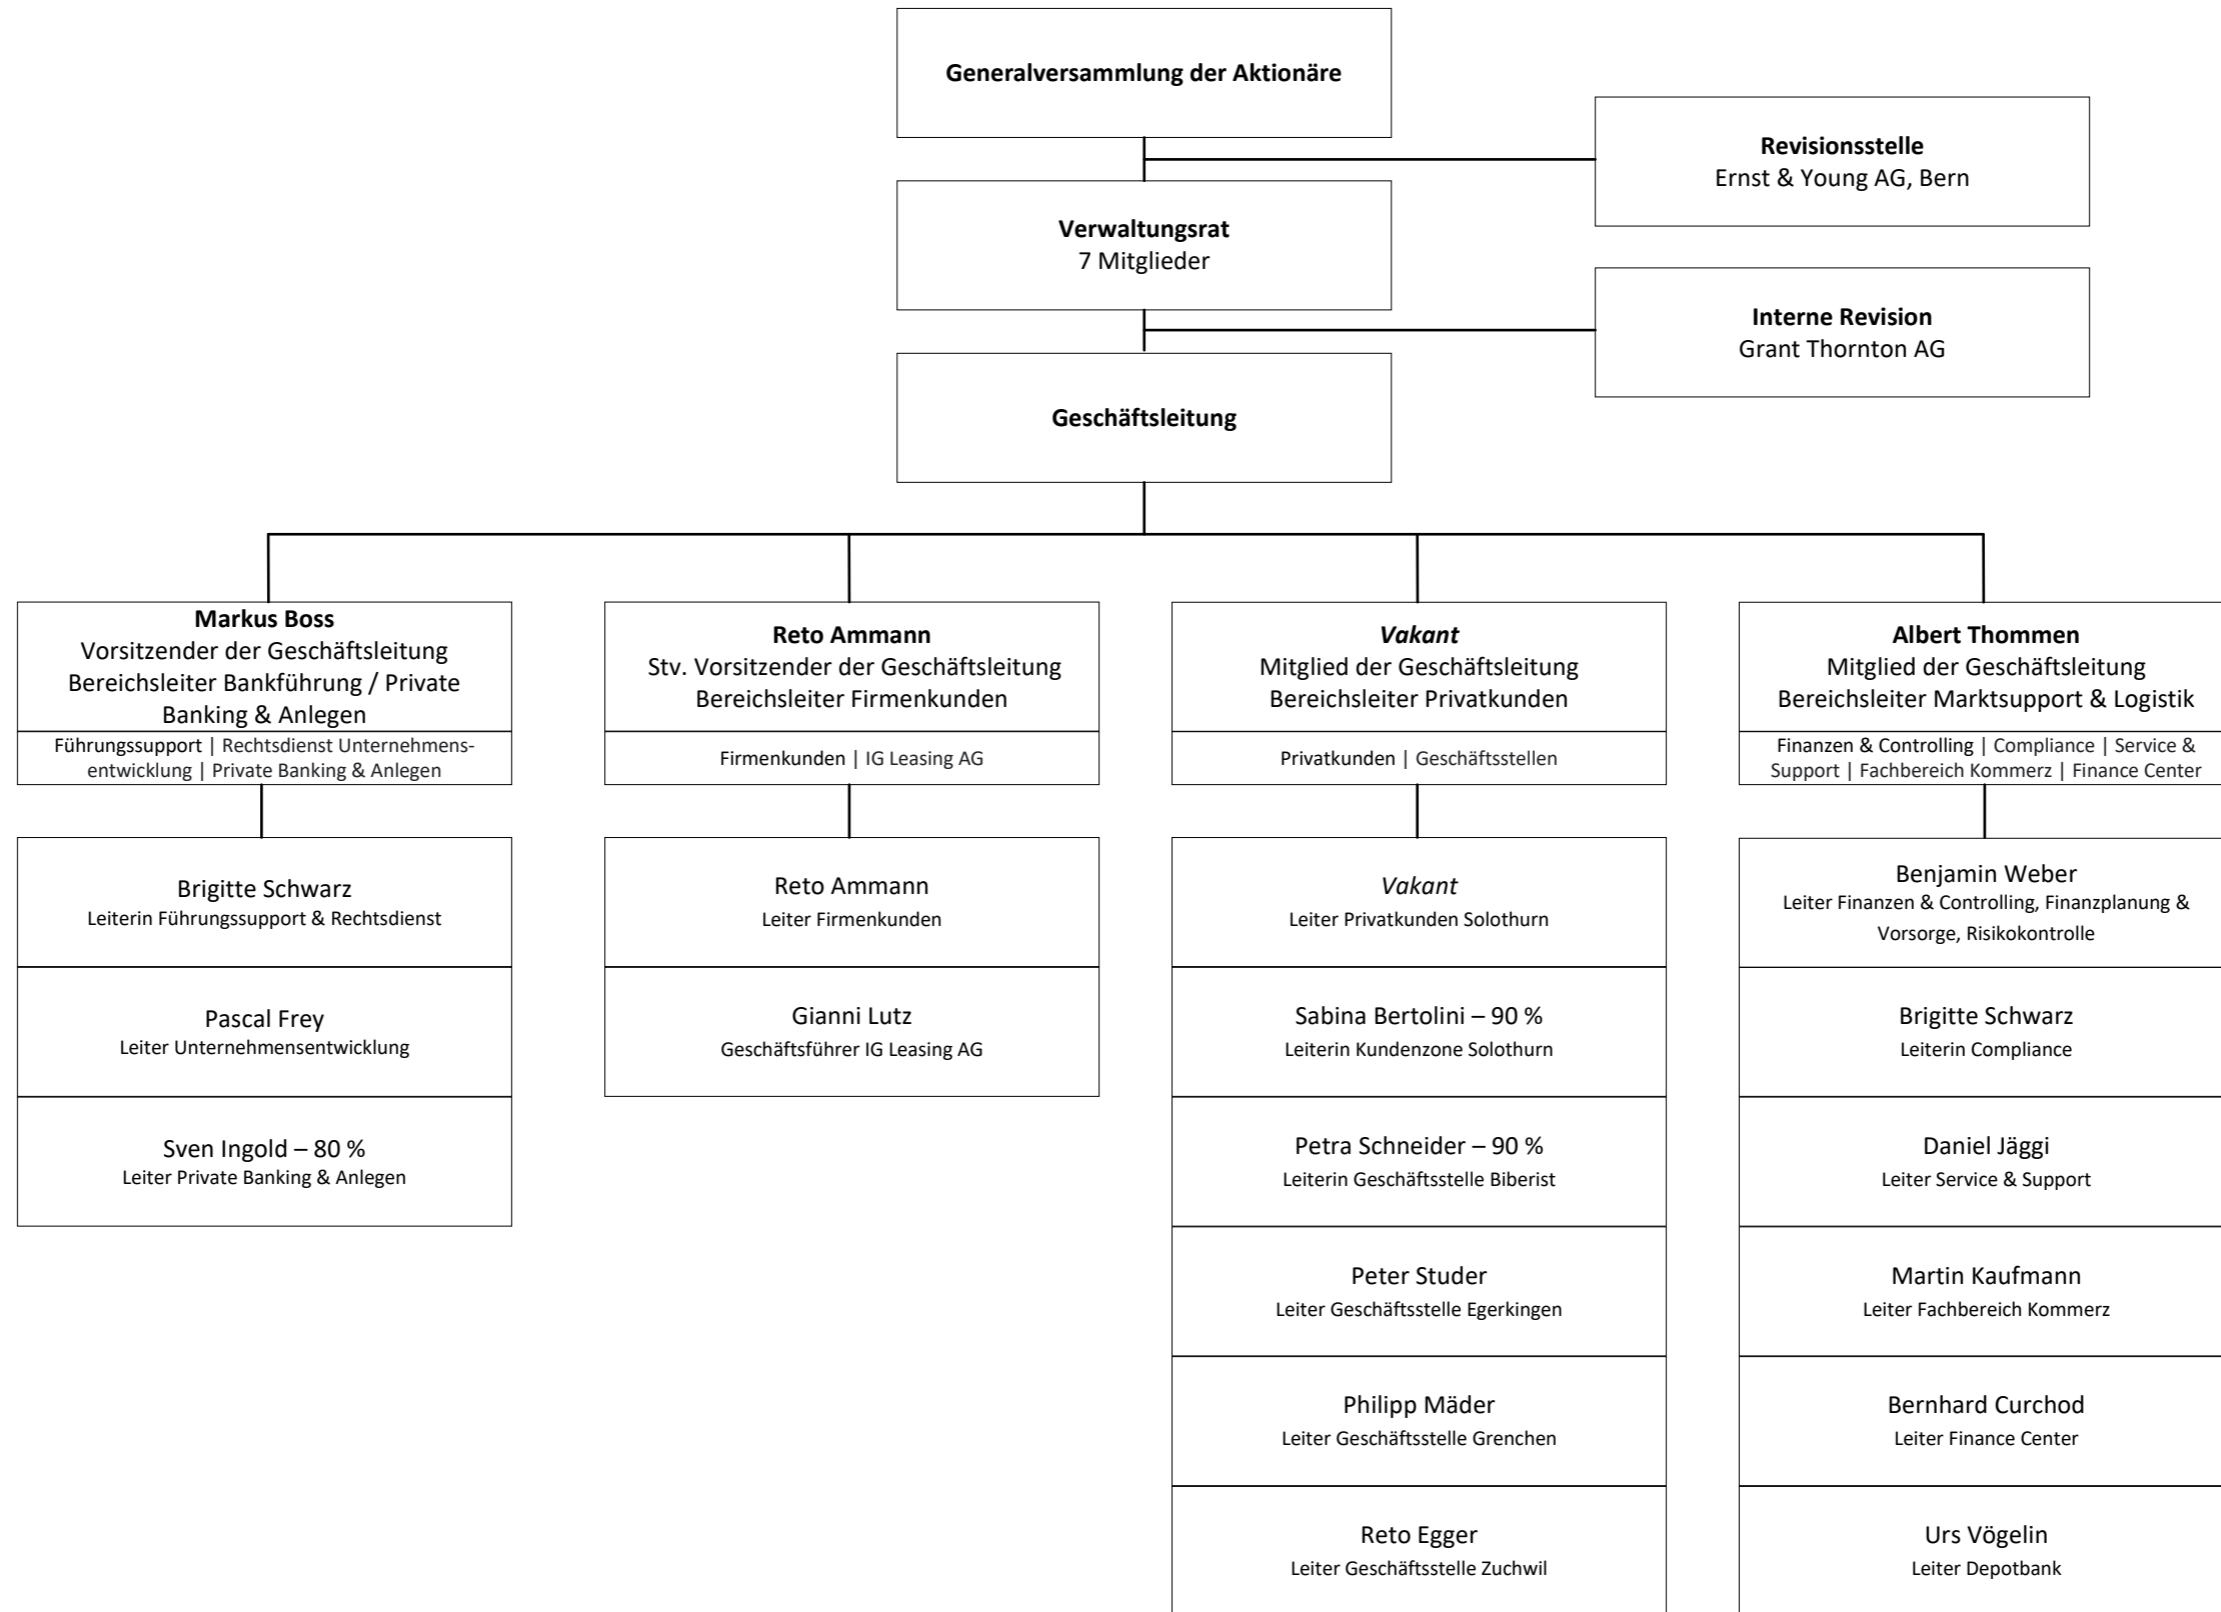 Generalversammlung der Aktionäre
Revisionsstelle
Ernst & Young AG, Bern
Verwaltungsrat
7 Mitglieder
Interne Revision
Grant Thornton AG
Geschäftsleitung
Markus Boss
Vorsitzender der Geschäftsleitung
Bereichsleiter Bankführung / Private
Banking & Anlegen
Führungssupport | Rechtsdienst Unternehmens-
entwicklung | Private Banking & Anlegen
Reto Ammann
Stv. Vorsitzender der Geschäftsleitung
Bereichsleiter Firmenkunden
Firmenkunden | IG Leasing AG
Vakant
Mitglied der Geschäftsleitung
Bereichsleiter Privatkunden
Privatkunden | Geschäftsstellen
Albert Thommen
Mitglied der Geschäftsleitung
Bereichsleiter Marktsupport & Logistik
Finanzen & Controlling | Compliance | Service &
Support | Fachbereich Kommerz | Finance Center
Brigitte Schwarz
Leiterin Führungssupport & Rechtsdienst
Pascal Frey
Leiter Unternehmensentwicklung
Sven Ingold – 80 %
Leiter Private Banking & Anlegen
Reto Ammann
Leiter Firmenkunden
Gianni Lutz
Geschäftsführer IG Leasing AG
Vakant
Leiter Privatkunden Solothurn
Sabina Bertolini – 90 %
Leiterin Kundenzone Solothurn
Petra Schneider – 90 %
Leiterin Geschäftsstelle Biberist
Peter Studer
Leiter Geschäftsstelle Egerkingen
Philipp Mäder
Leiter Geschäftsstelle Grenchen
Reto Egger
Leiter Geschäftsstelle Zuchwil
Benjamin Weber
Leiter Finanzen & Controlling, Finanzplanung &
Vorsorge, Risikokontrolle
Brigitte Schwarz
Leiterin Compliance
Daniel Jäggi
Leiter Service & Support
Martin Kaufmann
Leiter Fachbereich Kommerz
Bernhard Curchod
Leiter Finance Center
Urs Vögelin
Leiter Depotbank